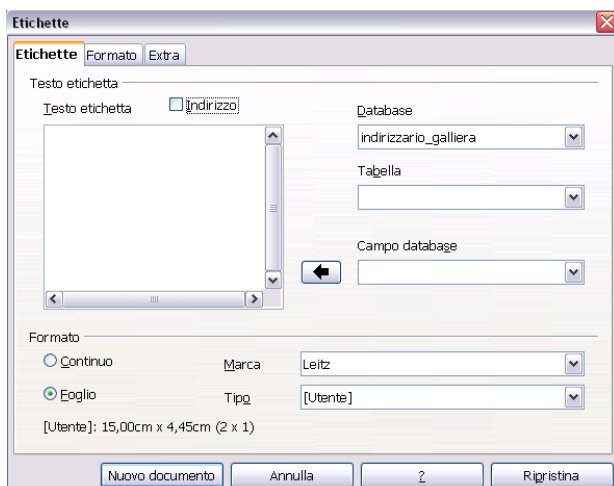 Etichette
Etichette Formato Extra
Testo etichetta
Testo etichetta Indirizzo
Database
indirizzario_galliera
Tabella
Campo database
Formato
Continuo
Marca Leitz
Foglio
Tipo [Utente]
[Utente]: 15,00cm x 4,45cm (2 x 1)
Nuovo documento Annulla ? Ripristina